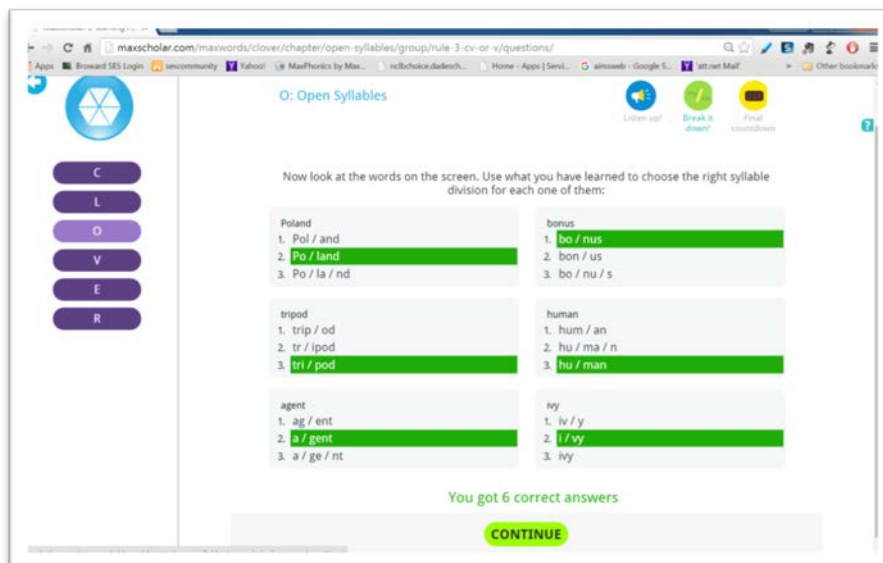 maxscholar.com/maxwords/clover/chapter/open-syllables/group/rule-3-cv-or-v/questions/
Apps Broward SES Login sescommunity Yahoo! MaxPhonics by Max... nclbchoice.dadesch... Home - Apps | Servi... aimsweb - Google S... 'att.net Mail' » Other bookmarks
O: Open Syllables
Listen up! Break it down! Final countdown
?
C
L
O
V
E
R
Now look at the words on the screen. Use what you have learned to choose the right syllable
division for each one of them:
Poland
1. Pol / and
2. Po / land
3. Po / la / nd
bonus
1. bo / nus
2. bon / us
3. bo / nu / s
tripod
1. trip / od
2. tr / ipod
3. tri / pod
human
1. hum / an
2. hu / ma / n
3. hu / man
agent
1. ag / ent
2. a / gent
3. a / ge / nt
ivy
1. iv / y
2. i / vy
3. ivy
You got 6 correct answers
CONTINUE